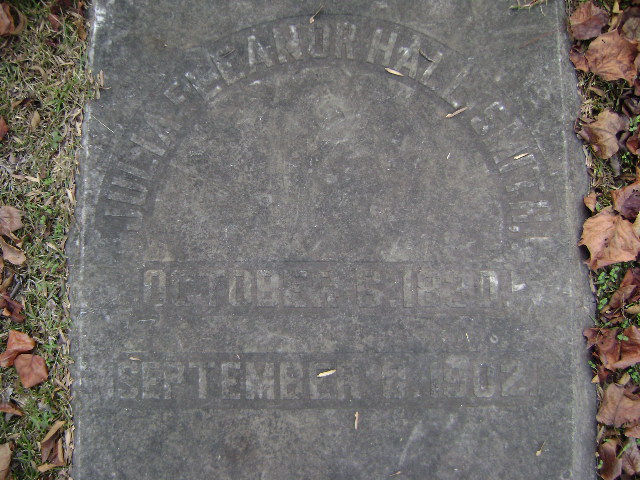 JULIA ELEANOR HALL SMITH.
OCTOBER
SEPTEMBER 1902